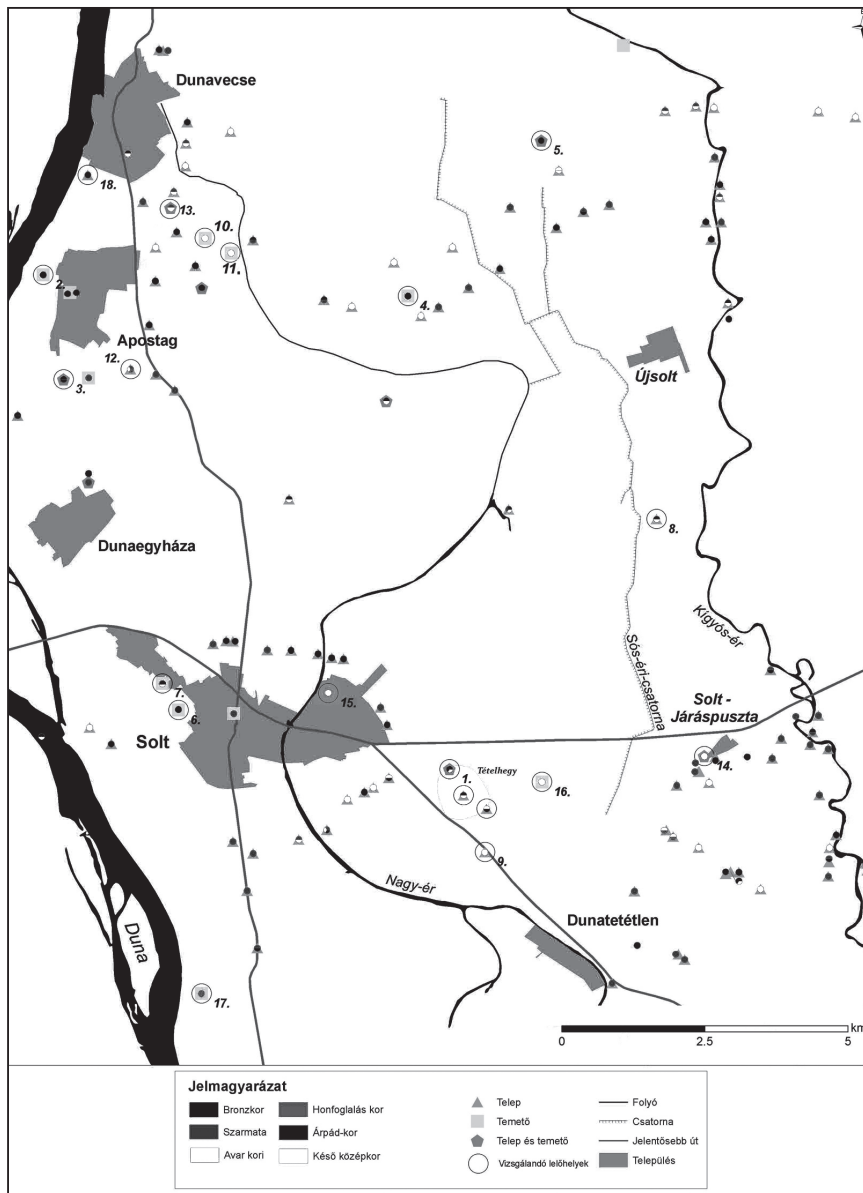 Dunavecse
5.
18.
13.
10.
11.
2.
4.
Apostag
12.
3.
Újsolt
Dunaegyháza
8.
Kígyós-ér
Sós-éri-csatorna
7.
6.
15.
Solt
Solt -
Járáspuszta
14.
Tételhegy
1.
16.
9.
Nagy-ér
Dunatetétlen
Duna
17.
km
0 2.5 5
Jelmagyarázat
Bronzkor
Szarmata
Avar kori
Honfoglalás kor
Árpád-kor
Késő középkor
Telep
Temető
Telep és temető
Vizsgálandó lelőhelyek
Folyó
Csatorna
Jelentősebb út
Település